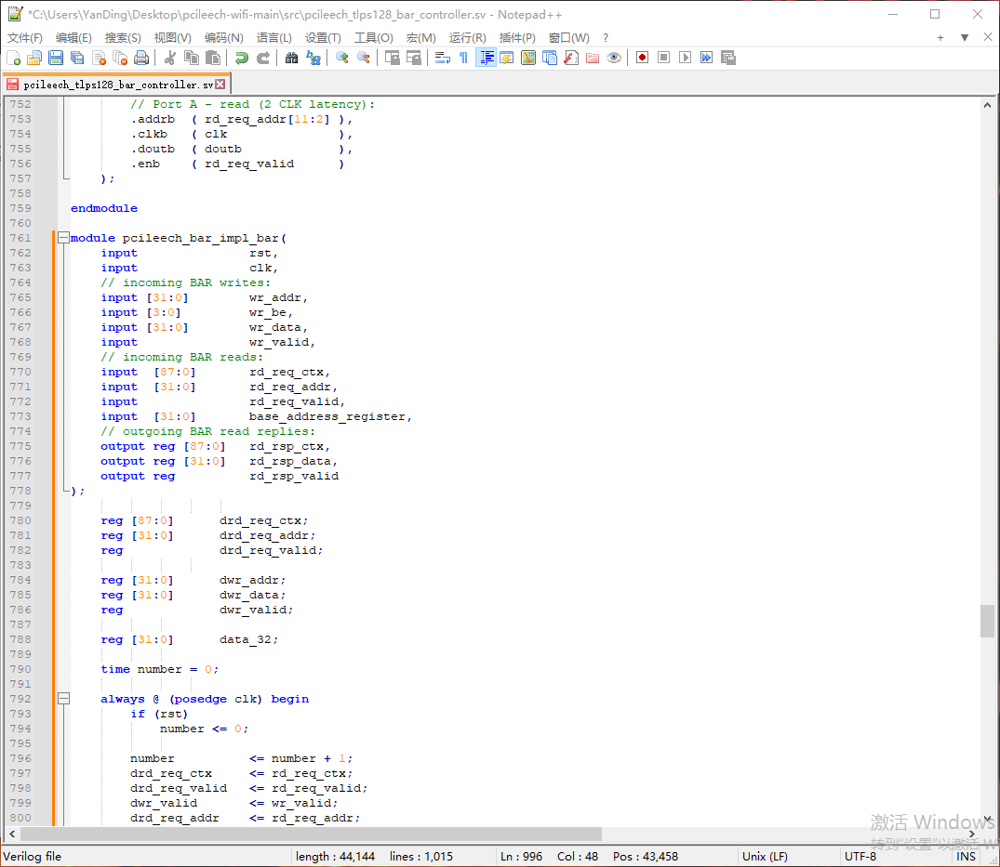 *C:\Users\YanDing\Desktop\pcileech-wifi-main\src\pcileech_tlps128_bar_controller.sv - Notepad++
文件(F) 编辑(E) 搜索(S) 视图(V) 编码(N) 语言(L) 设置(T) 工具(O) 宏(M) 运行(R) 插件(P) 窗口(W) ? + ▼ ✕
pcileech_tlps128_bar_controller.sv
752 // Port A - read (2 CLK latency):
753 .addrb ( rd_req_addr[11:2] ),
754 .clkb ( clk ),
755 .doutb ( doutb ),
756 .enb ( rd_req_valid )
757 );
758
759 endmodule
760
761 module pcileech_bar_impl_bar(
762 input rst,
763 input clk,
764 // incoming BAR writes:
765 input [31:0] wr_addr,
766 input [3:0] wr_be,
767 input [31:0] wr_data,
768 input wr_valid,
769 // incoming BAR reads:
770 input [87:0] rd_req_ctx,
771 input [31:0] rd_req_addr,
772 input rd_req_valid,
773 input [31:0] base_address_register,
774 // outgoing BAR read replies:
775 output reg [87:0] rd_rsp_ctx,
776 output reg [31:0] rd_rsp_data,
777 output reg rd_rsp_valid
778 );
779
780 reg [87:0] drd_req_ctx;
781 reg [31:0] drd_req_addr;
782 reg drd_req_valid;
783
784 reg [31:0] dwr_addr;
785 reg [31:0] dwr_data;
786 reg dwr_valid;
787
788 reg [31:0] data_32;
789
790 time number = 0;
791
792 always @ (posedge clk) begin
793 if (rst)
794 number <= 0;
795
796 number <= number + 1;
797 drd_req_ctx <= rd_req_ctx;
798 drd_req_valid <= rd_req_valid;
799 dwr_valid <= wr_valid;
800 drd_req_addr <= rd_req_addr;
激活 Windows
转到"设置"以激活 W
Verilog file length : 44,144 lines : 1,015 Ln : 996 Col : 48 Pos : 43,458 Unix (LF) UTF-8 INS